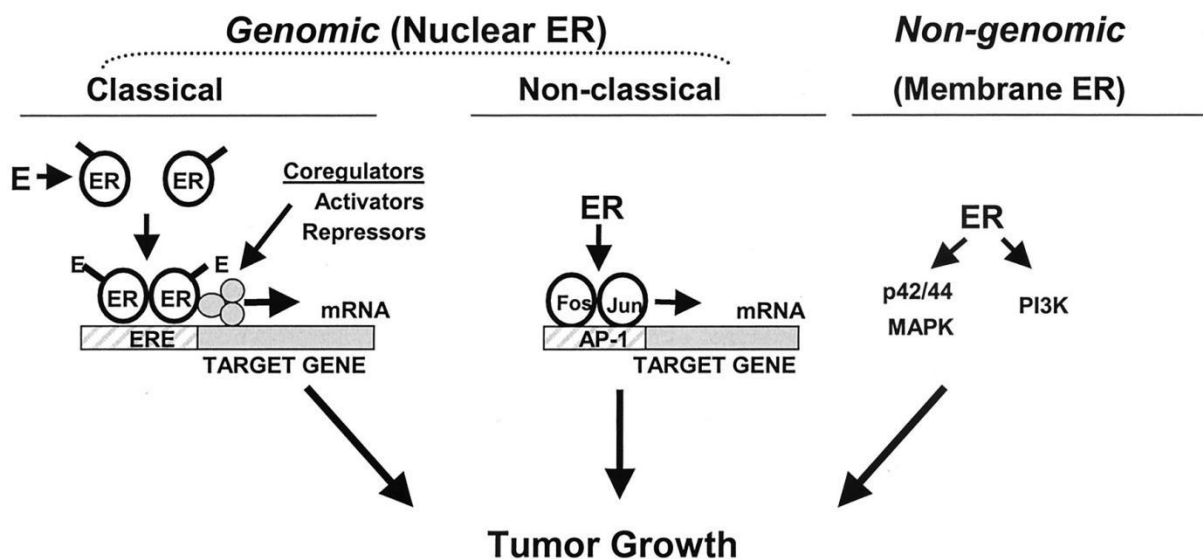 Genomic (Nuclear ER)
Non-genomic
(Membrane ER)
Classical
Non-classical
E
ER
ER
Coregulators
Activators
Repressors
E
E
ER
ER
mRNA
ERE
TARGET GENE
ER
Fos
Jun
mRNA
AP-1
TARGET GENE
ER
p42/44
MAPK
PI3K
Tumor Growth